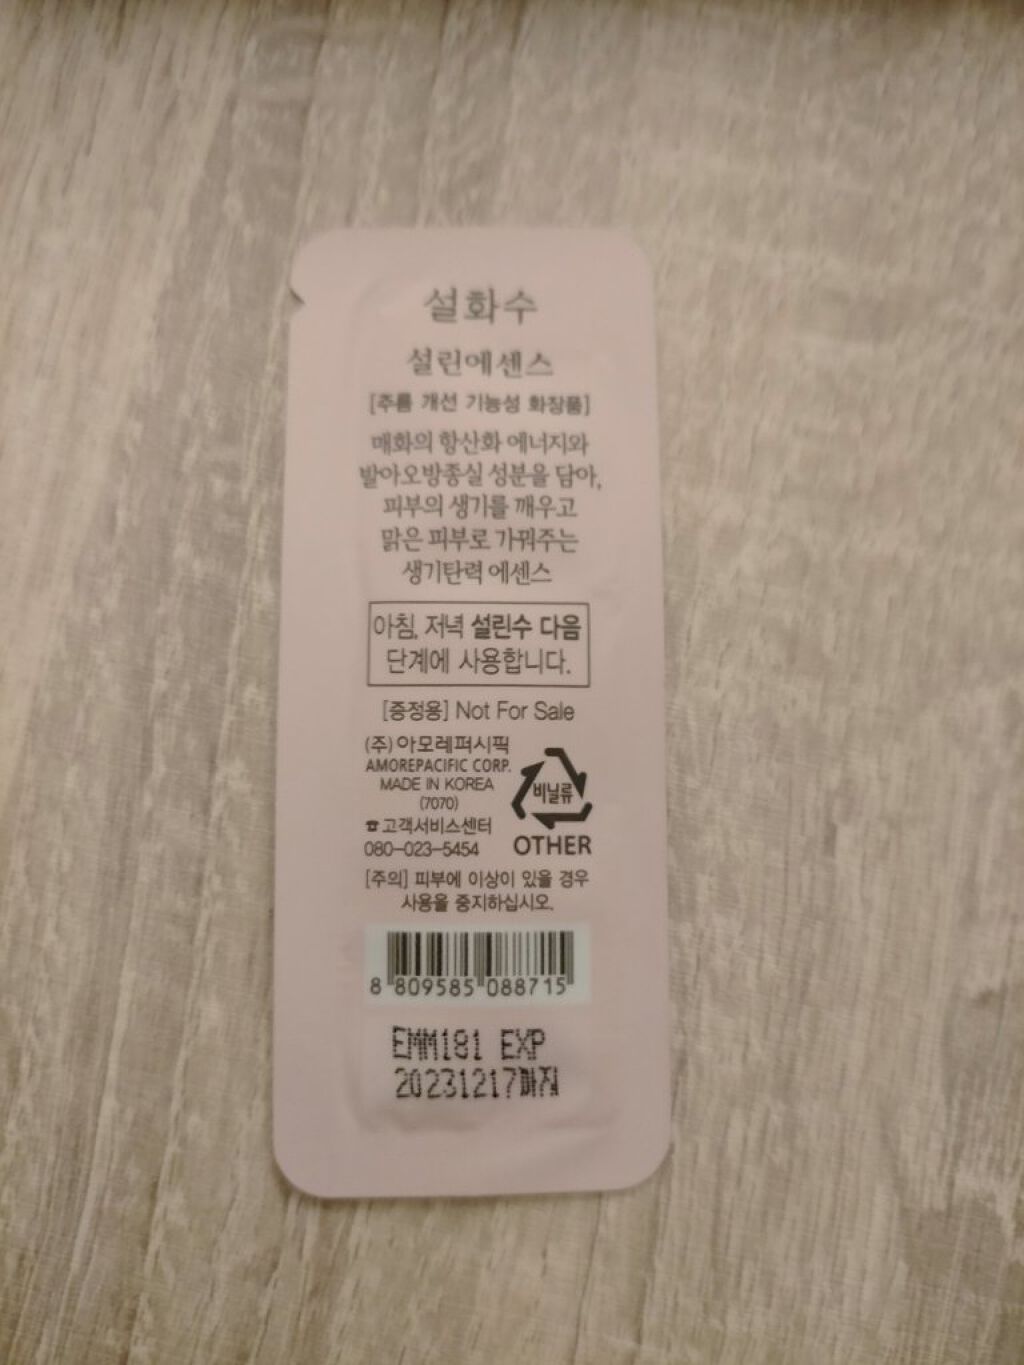 설화수
설린에센스
[주름 개선 기능성 화장품]
매화의 항산화 에너지와
발아오방종실 성분을 담아,
피부의 생기를 깨우고
맑은 피부로 가꿔주는
생기탄력 에센스
아침, 저녁 설린수 다음
단계에 사용합니다.
[증정용] Not For Sale
(주)아모레퍼시픽
AMOREPACIFIC CORP.
MADE IN KOREA
(7070)
☎고객서비스센터
080-023-5454
비닐류
OTHER
[주의] 피부에 이상이 있을 경우
사용을 중지하십시오.
8 809585 088715
EMM181 EXP
20231217까지